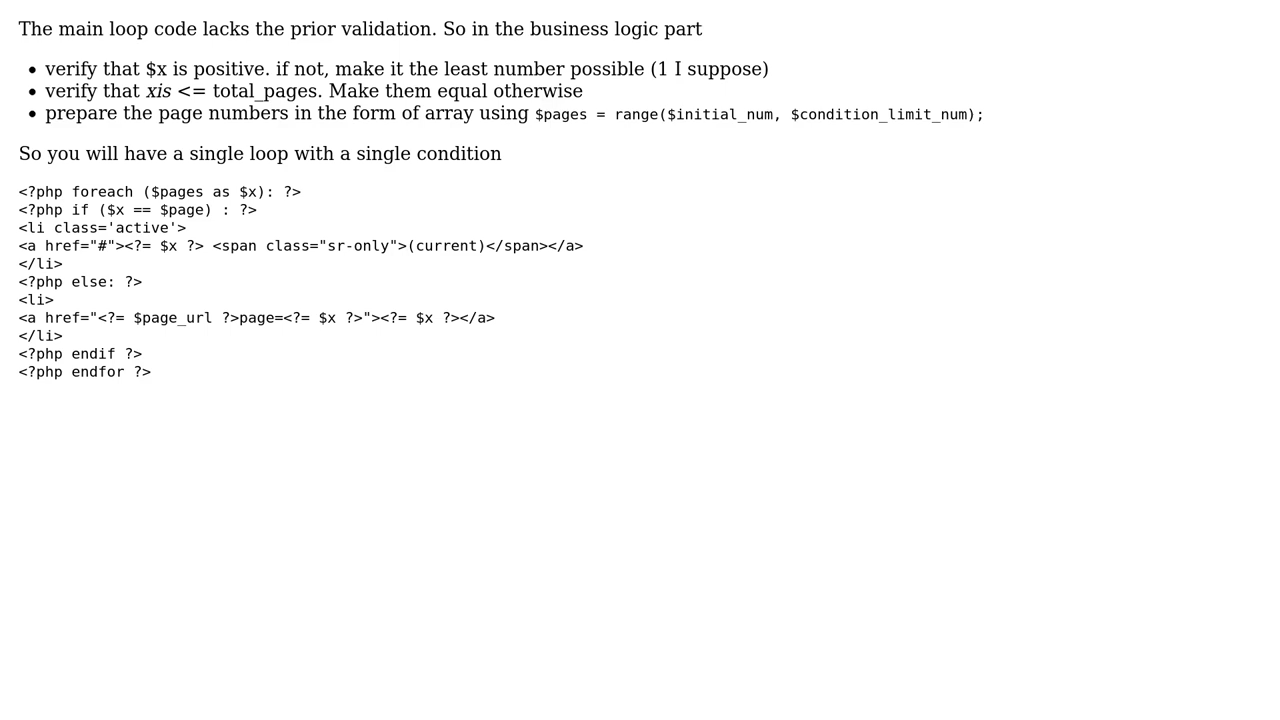 The main loop code lacks the prior validation. So in the business logic part
• verify that $x is positive. if not, make it the least number possible (1 I suppose)
• verify that xis <= total_pages. Make them equal otherwise
• prepare the page numbers in the form of array using $pages = range($initial_num, $condition_limit_num);
So you will have a single loop with a single condition
<?php foreach ($pages as $x): ?>
<?php if ($x == $page) : ?>
<li class='active'>
<a href="#"><?= $x ?> <span class="sr-only">(current)</span></a>
</li>
<?php else: ?>
<li>
<a href="<?= $page_url ?>page=<?= $x ?>"><?= $x ?></a>
</li>
<?php endif ?>
<?php endfor ?>